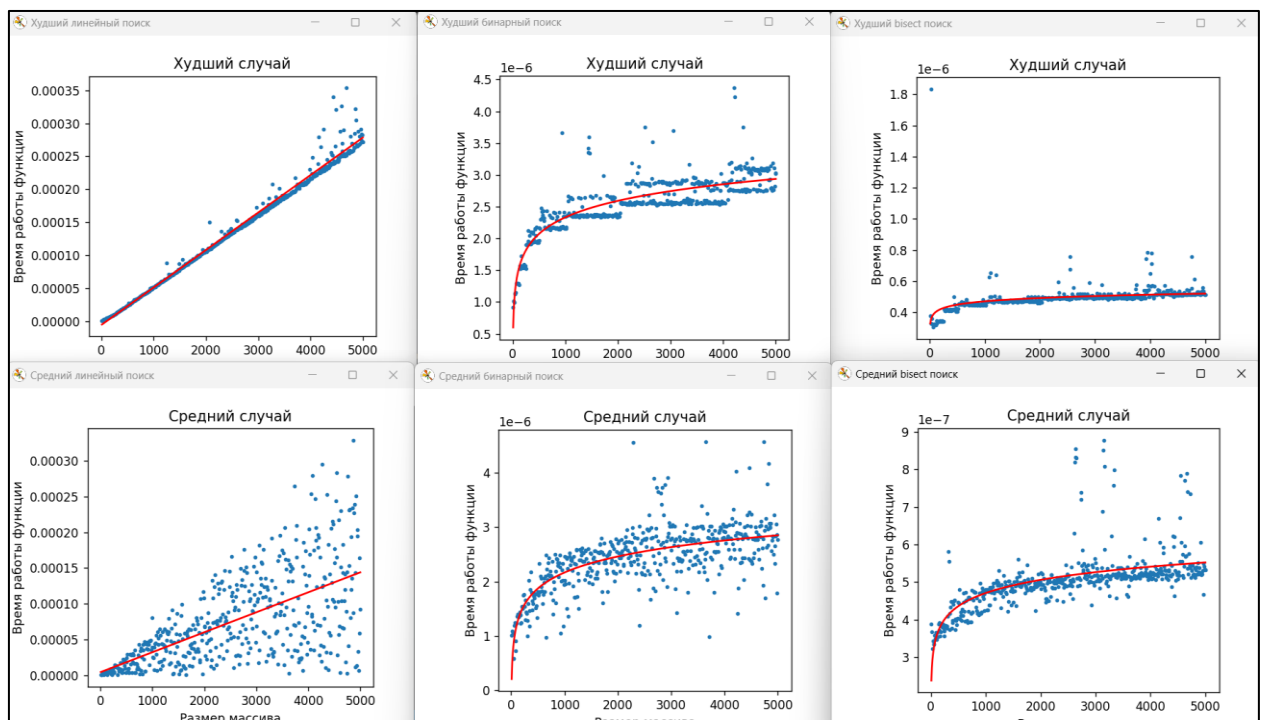 Худший линейный поиск
Худший случай
Время работы функции
0.00035
0.00030
0.00025
0.00020
0.00015
0.00010
0.00005
0.00000
0 1000 2000 3000 4000 5000
Худший бинарный поиск
Худший случай
1e−6
Время работы функции
4.5
4.0
3.5
3.0
2.5
2.0
1.5
1.0
0.5
0 1000 2000 3000 4000 5000
Худший bisect поиск
Худший случай
1e−6
Время работы функции
1.8
1.6
1.4
1.2
1.0
0.8
0.6
0.4
0 1000 2000 3000 4000 5000
Средний линейный поиск
Средний случай
Время работы функции
0.00030
0.00025
0.00020
0.00015
0.00010
0.00005
0.00000
0 1000 2000 3000 4000 5000
Размер массива
Средний бинарный поиск
Средний случай
1e−6
Время работы функции
4
3
2
1
0
0 1000 2000 3000 4000 5000
Средний bisect поиск
Средний случай
1e−7
Время работы функции
9
8
7
6
5
4
3
0 1000 2000 3000 4000 5000